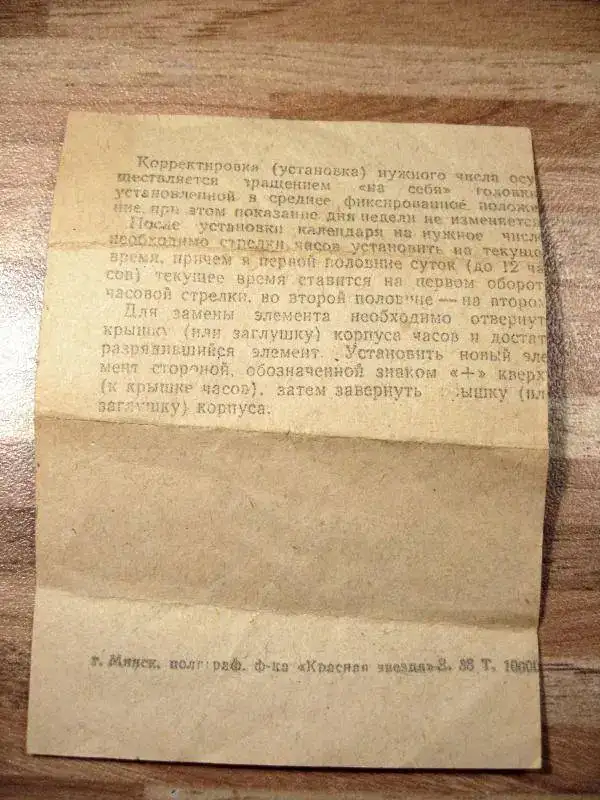 Корректировка (установка) нужного числа осу
ществляется вращением «на себя» головки
установленной в среднее фиксированное положе
ние, при этом показание дня недели не изменяется
После установки календаря на нужное число
необходимо стрелки часов установить на текуще
время, причем в первой половине суток (до 12 ча
сов) текущее время ставится на первом оборот
часовой стрелки, во второй половине — на втором
Для замены элемента необходимо отвернут
крышку (или заглушку) корпуса часов и достат
разрядившийся элемент. Установить новый эле
мент стороной, обозначенной знаком «+» кверх
(к крышке часов). затем завернуть крышку (ил
заглушку) корпуса.
г. Минск. полиграф. ф-ка «Красная звезда» З. 88 Т. 10000